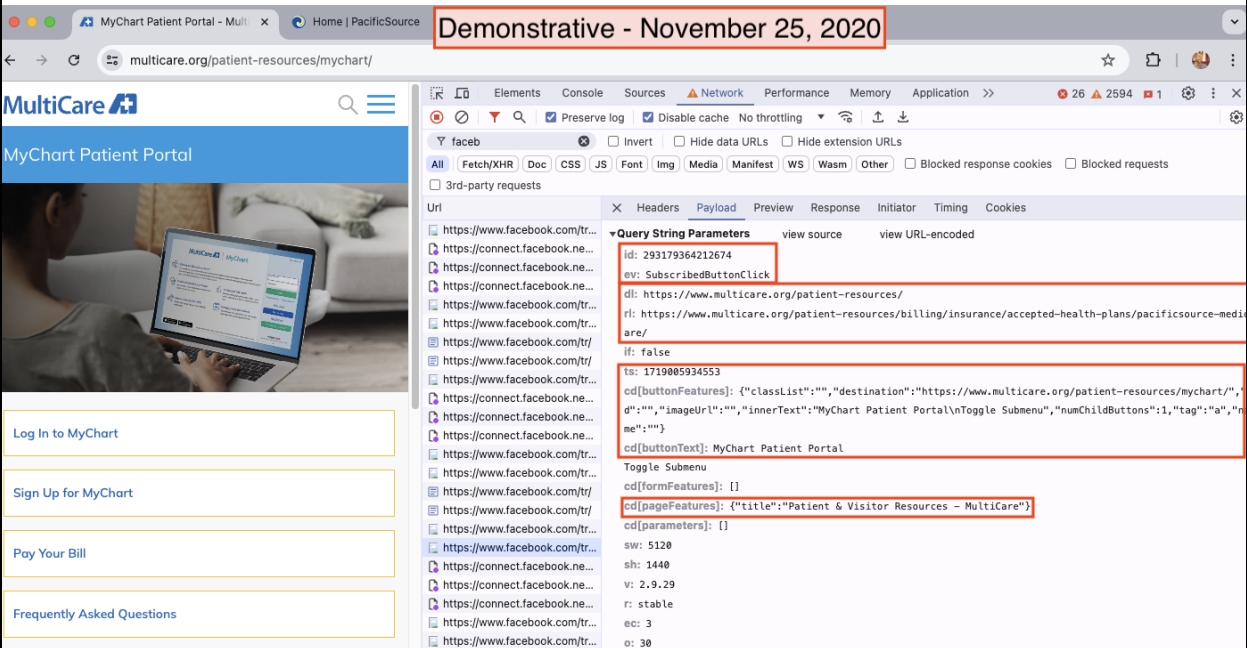 MyChart Patient Portal - Multi
Home | PacificSource
Demonstrative - November 25, 2020
multicare.org/patient-resources/mychart/
MultiCare
MyChart Patient Portal
Log In to MyChart
Sign Up for MyChart
Pay Your Bill
Frequently Asked Questions
Elements Console Sources Network Performance Memory Application 26 2594 1
Preserve log Disable cache No throttling
faceb Invert Hide data URLs Hide extension URLs
All Fetch/XHR Doc CSS JS Font Img Media Manifest WS Wasm Other Blocked response cookies Blocked requests
3rd-party requests
Url
https://www.facebook.com/tr...
https://connect.facebook.ne...
https://connect.facebook.ne...
https://connect.facebook.ne...
https://www.facebook.com/tr...
https://www.facebook.com/tr...
https://www.facebook.com/tr/
https://www.facebook.com/tr/
https://www.facebook.com/tr...
https://connect.facebook.ne...
https://connect.facebook.ne...
https://connect.facebook.ne...
https://www.facebook.com/tr...
https://www.facebook.com/tr...
https://www.facebook.com/tr/
https://www.facebook.com/tr/
https://www.facebook.com/tr...
https://www.facebook.com/tr...
https://connect.facebook.ne...
https://connect.facebook.ne...
https://connect.facebook.ne...
https://www.facebook.com/tr...
https://www.facebook.com/tr...
Headers Payload Preview Response Initiator Timing Cookies
Query String Parameters view source view URL-encoded
id: 293179364212674
ev: SubscribedButtonClick
dl: https://www.multicare.org/patient-resources/
rl: https://www.multicare.org/patient-resources/billing/insurance/accepted-health-plans/pacificsource-medic
are/
if: false
ts: 1719005934553
cd[buttonFeatures]: {"classList":"","destination":"https://www.multicare.org/patient-resources/mychart/","
d":"","imageUrl":"","innerText":"MyChart Patient Portal\nToggle Submenu","numChildButtons":1,"tag":"a","n
me":""}
cd[buttonText]: MyChart Patient Portal
Toggle Submenu
cd[formFeatures]: []
cd[pageFeatures]: {"title":"Patient & Visitor Resources – MultiCare"}
cd[parameters]: []
sw: 5120
sh: 1440
v: 2.9.29
r: stable
ec: 3
o: 30